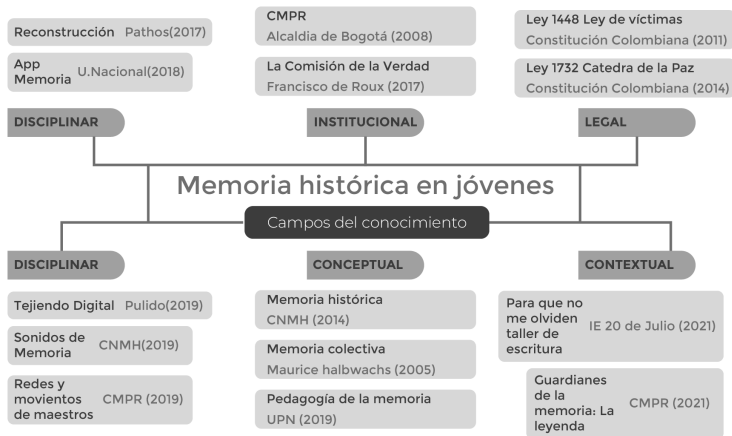 Reconstrucción Pathos(2017)
App
Memoria U.Nacional(2018)
DISCIPLINAR
CMPR
Alcaldia de Bogotá (2008)
La Comisión de la Verdad
Francisco de Roux (2017)
INSTITUCIONAL
Ley 1448 Ley de víctimas
Constitución Colombiana (2011)
Ley 1732 Catedra de la Paz
Constitución Colombiana (2014)
LEGAL
Memoria histórica en jóvenes
Campos del conocimiento
DISCIPLINAR
Tejiendo Digital Pulido(2019)
Sonidos de
Memoria CNMH(2019)
Redes y
movientos
de maestros CMPR (2019)
CONCEPTUAL
Memoria histórica
CNMH (2014)
Memoria colectiva
Maurice halbwachs (2005)
Pedagogía de la memoria
UPN (2019)
CONTEXTUAL
Para que no
me olviden
taller de
escritura
IE 20 de Julio (2021)
Guardianes
de la
memoria: La
leyenda
CMPR (2021)